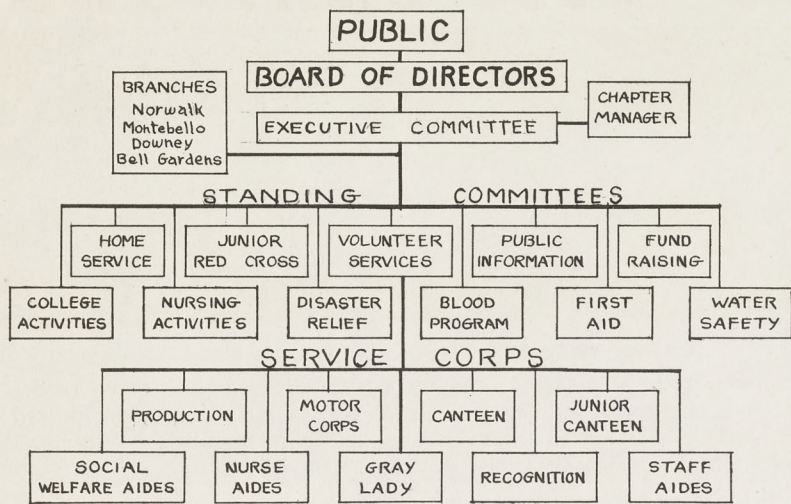 PUBLIC
BOARD OF DIRECTORS
BRANCHES
Norwalk
Montebello
Downey
Bell Gardens
EXECUTIVE COMMITTEE
CHAPTER
MANAGER
STANDING COMMITTEES
HOME
SERVICE
JUNIOR
RED CROSS
VOLUNTEER
SERVICES
PUBLIC
INFORMATION
FUND
RAISING
COLLEGE
ACTIVITIES
NURSING
ACTIVITIES
DISASTER
RELIEF
BLOOD
PROGRAM
FIRST
AID
WATER
SAFETY
SERVICE CORPS
PRODUCTION
MOTOR
CORPS
CANTEEN
JUNIOR
CANTEEN
SOCIAL
WELFARE AIDES
NURSE
AIDES
GRAY
LADY
RECOGNITION
STAFF
AIDES